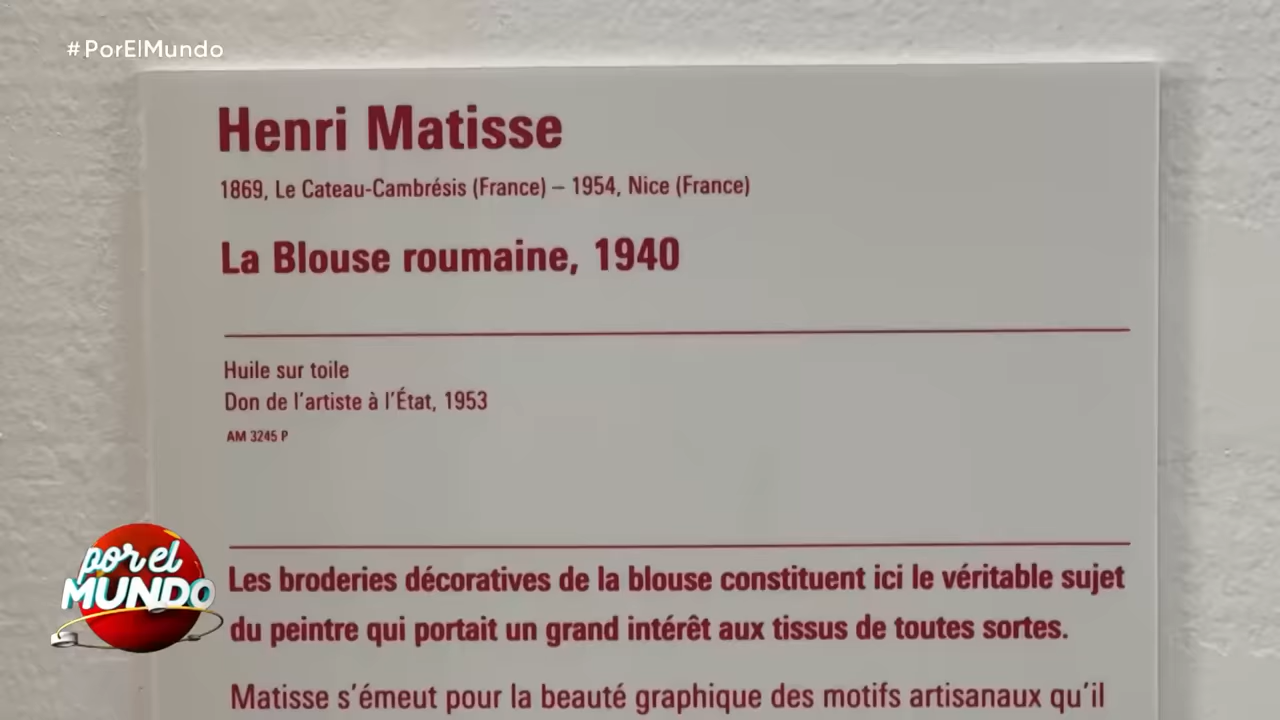 #PorElMundo
Henri Matisse
1869, Le Cateau-Cambrésis (France) – 1954, Nice (France)
La Blouse roumaine, 1940
Huile sur toile
Don de l'artiste à l'État, 1953
AM 3245 P
por el
MUNDO
Les broderies décoratives de la blouse constituent ici le véritable sujet
du peintre qui portait un grand intérêt aux tissus de toutes sortes.
Matisse s'émeut pour la beauté graphique des motifs artisanaux qu'il